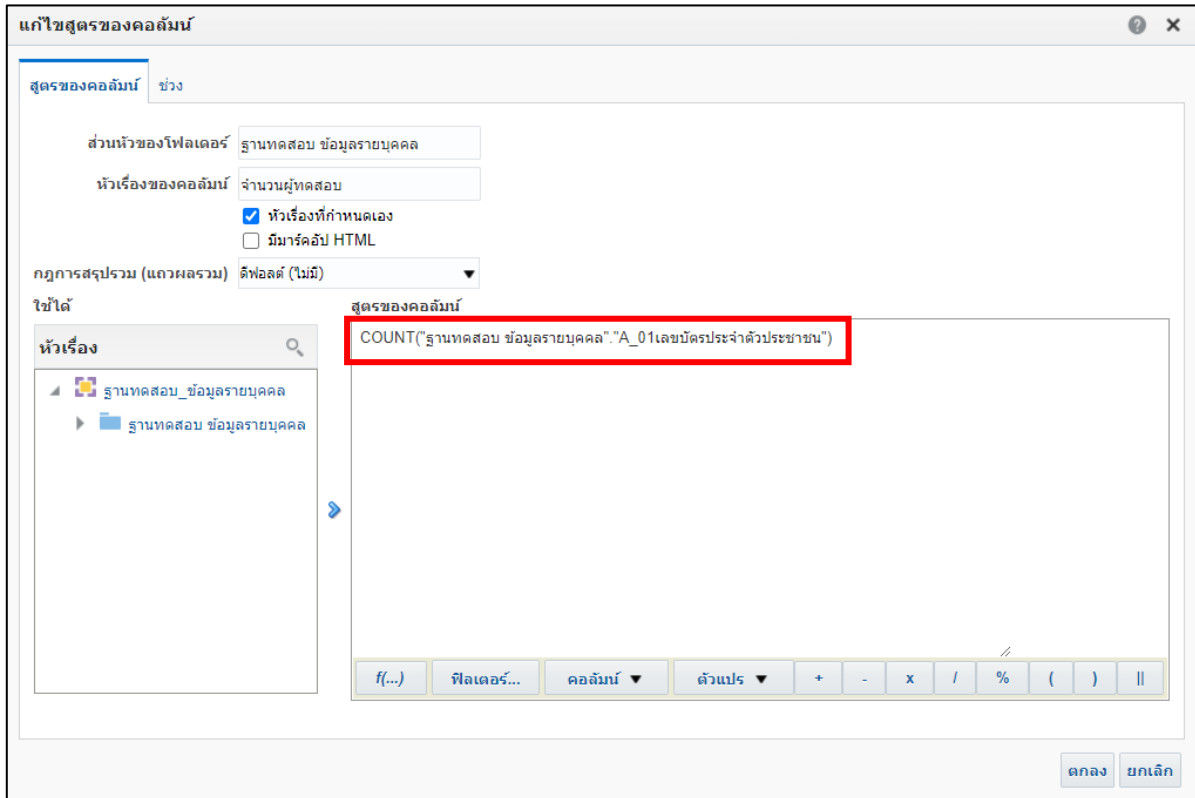 แก้ไขสูตรของคอลัมน์
สูตรของคอลัมน์ ช่วง
ส่วนหัวของโฟลเดอร์ ฐานทดสอบ ข้อมูลรายบุคคล
หัวเรื่องของคอลัมน์ จำนวนผู้ทดสอบ
หัวเรื่องที่กำหนดเอง
มีมาร์คอัป HTML
กฎการสรุปรวม (แถวผลรวม) ดีฟอลต์ (ไม่มี)
ใช้ได้ สูตรของคอลัมน์
COUNT("ฐานทดสอบ ข้อมูลรายบุคคล"."A_01เลขบัตรประจำตัวประชาชน")
หัวเรื่อง
ฐานทดสอบ_ข้อมูลรายบุคคล
ฐานทดสอบ ข้อมูลรายบุคคล
f(...) ฟิลเตอร์... คอลัมน์ ตัวแปร + - x / % ( ) ||
ตกลง ยกเลิก